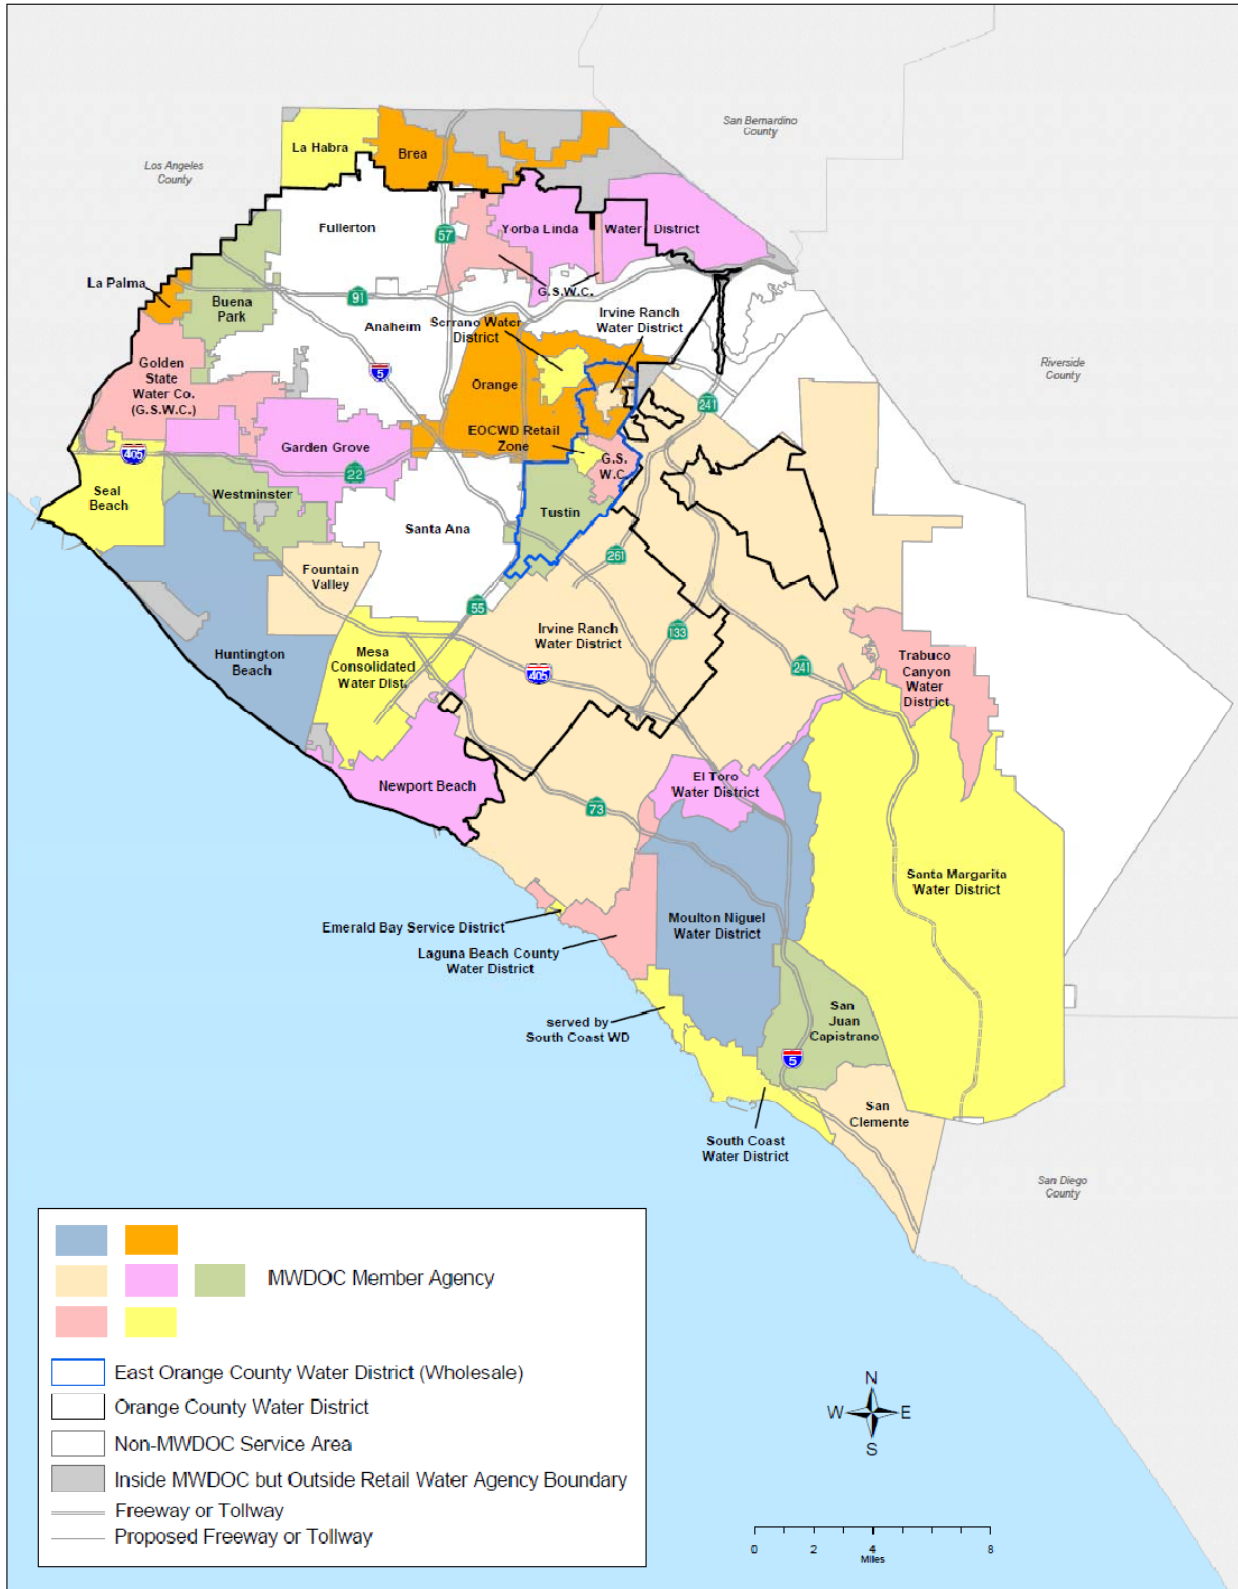 San Bernardino
County
Los Angeles
County
La Habra
Brea
Fullerton
57
Yorba Linda
Water District
La Palma
G.S.W.C.
91
Buena
Park
Anaheim
Serrano Water
District
Irvine Ranch
Water District
Riverside
County
Golden
State
Water Co.
(G.S.W.C.)
5
Orange
241
EOCWD Retail
Zone
Garden Grove
405
22
G.S.
W.C.
Seal
Beach
Westminster
Tustin
Santa Ana
261
Fountain
Valley
55
Irvine Ranch
Water District
133
Huntington
Beach
Mesa
Consolidated
Water Dist.
405
241
Trabuco
Canyon
Water
District
Newport Beach
El Toro
Water District
73
Santa Margarita
Water District
Emerald Bay Service District
Moulton Niguel
Water District
Laguna Beach County
Water District
served by
South Coast WD
San
Juan
Capistrano
5
San
Clemente
South Coast
Water District
San Diego
County
MWDOC Member Agency
East Orange County Water District (Wholesale)
Orange County Water District
Non-MWDOC Service Area
Inside MWDOC but Outside Retail Water Agency Boundary
Freeway or Tollway
Proposed Freeway or Tollway
N
W E
S
0 2 4 8
Miles